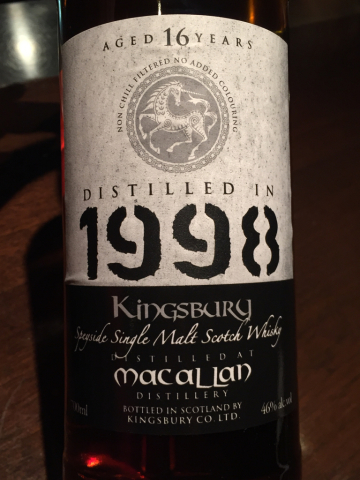 AGED 16 YEARS
NON CHILL FILTERED NO ADDED COLOURING
DISTILLED IN
1998
KINGSBURY
Speyside Single Malt Scotch Whisky
DISTILLED AT
macallan
DISTILLERY
BOTTLED IN SCOTLAND BY
KINGSBURY CO. LTD.
00ml
46% alc.vol